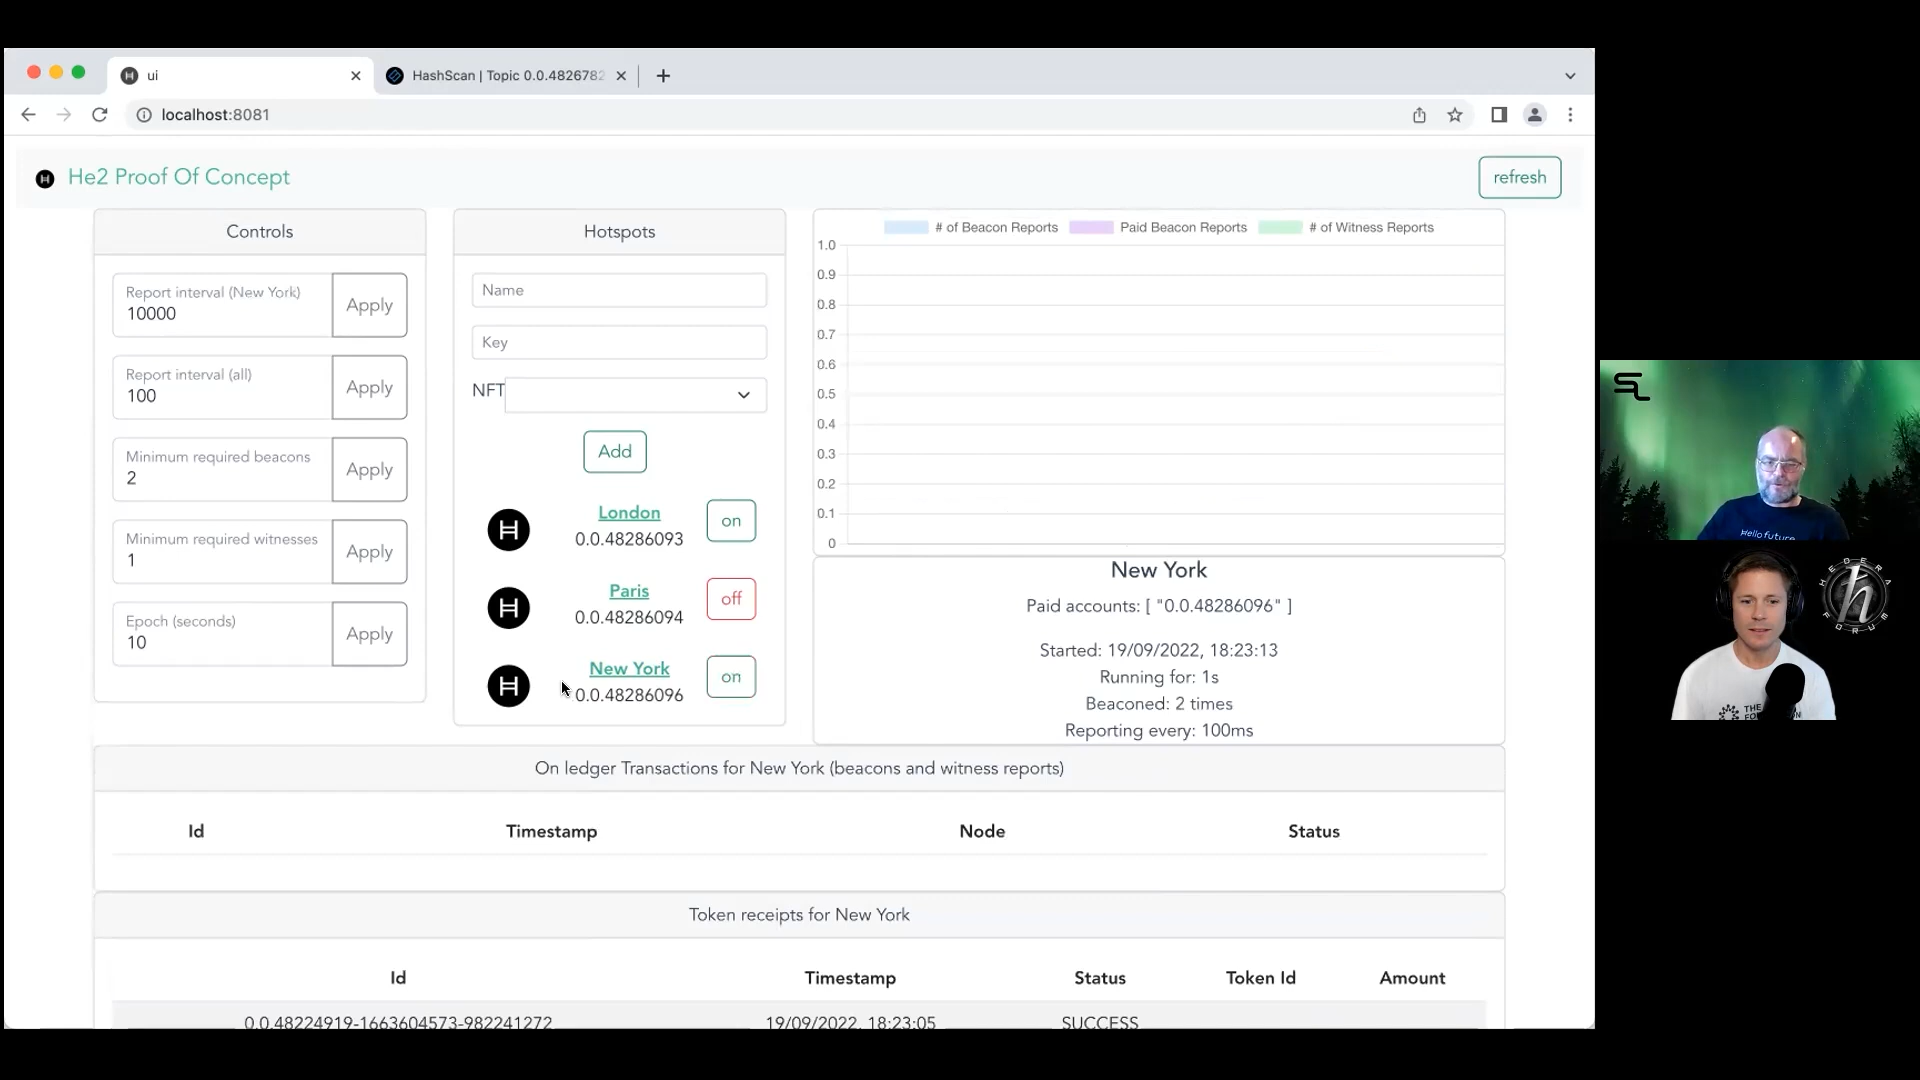 ui
HashScan | Topic 0.0.4826782
localhost:8081
He2 Proof Of Concept
refresh
Controls
Report interval (New York)
10000
Apply
Report interval (all)
100
Apply
Minimum required beacons
2
Apply
Minimum required witnesses
1
Apply
Epoch (seconds)
10
Apply
Hotspots
Name
Key
NFT
Add
London
0.0.48286093
on
Paris
0.0.48286094
off
New York
0.0.48286096
on
# of Beacon Reports
Paid Beacon Reports
# of Witness Reports
1.0
0.9
0.8
0.7
0.6
0.5
0.4
0.3
0.2
0.1
0
New York
Paid accounts: [ "0.0.48286096" ]
Started: 19/09/2022, 18:23:13
Running for: 1s
Beaconed: 2 times
Reporting every: 100ms
On ledger Transactions for New York (beacons and witness reports)
Id Timestamp Node Status
Token receipts for New York
Id Timestamp Status Token Id Amount
0.0.48224919-1663604573-982241272 19/09/2022, 18:23:05 SUCCESS
Hello future
HEDERA
FORUM
THE